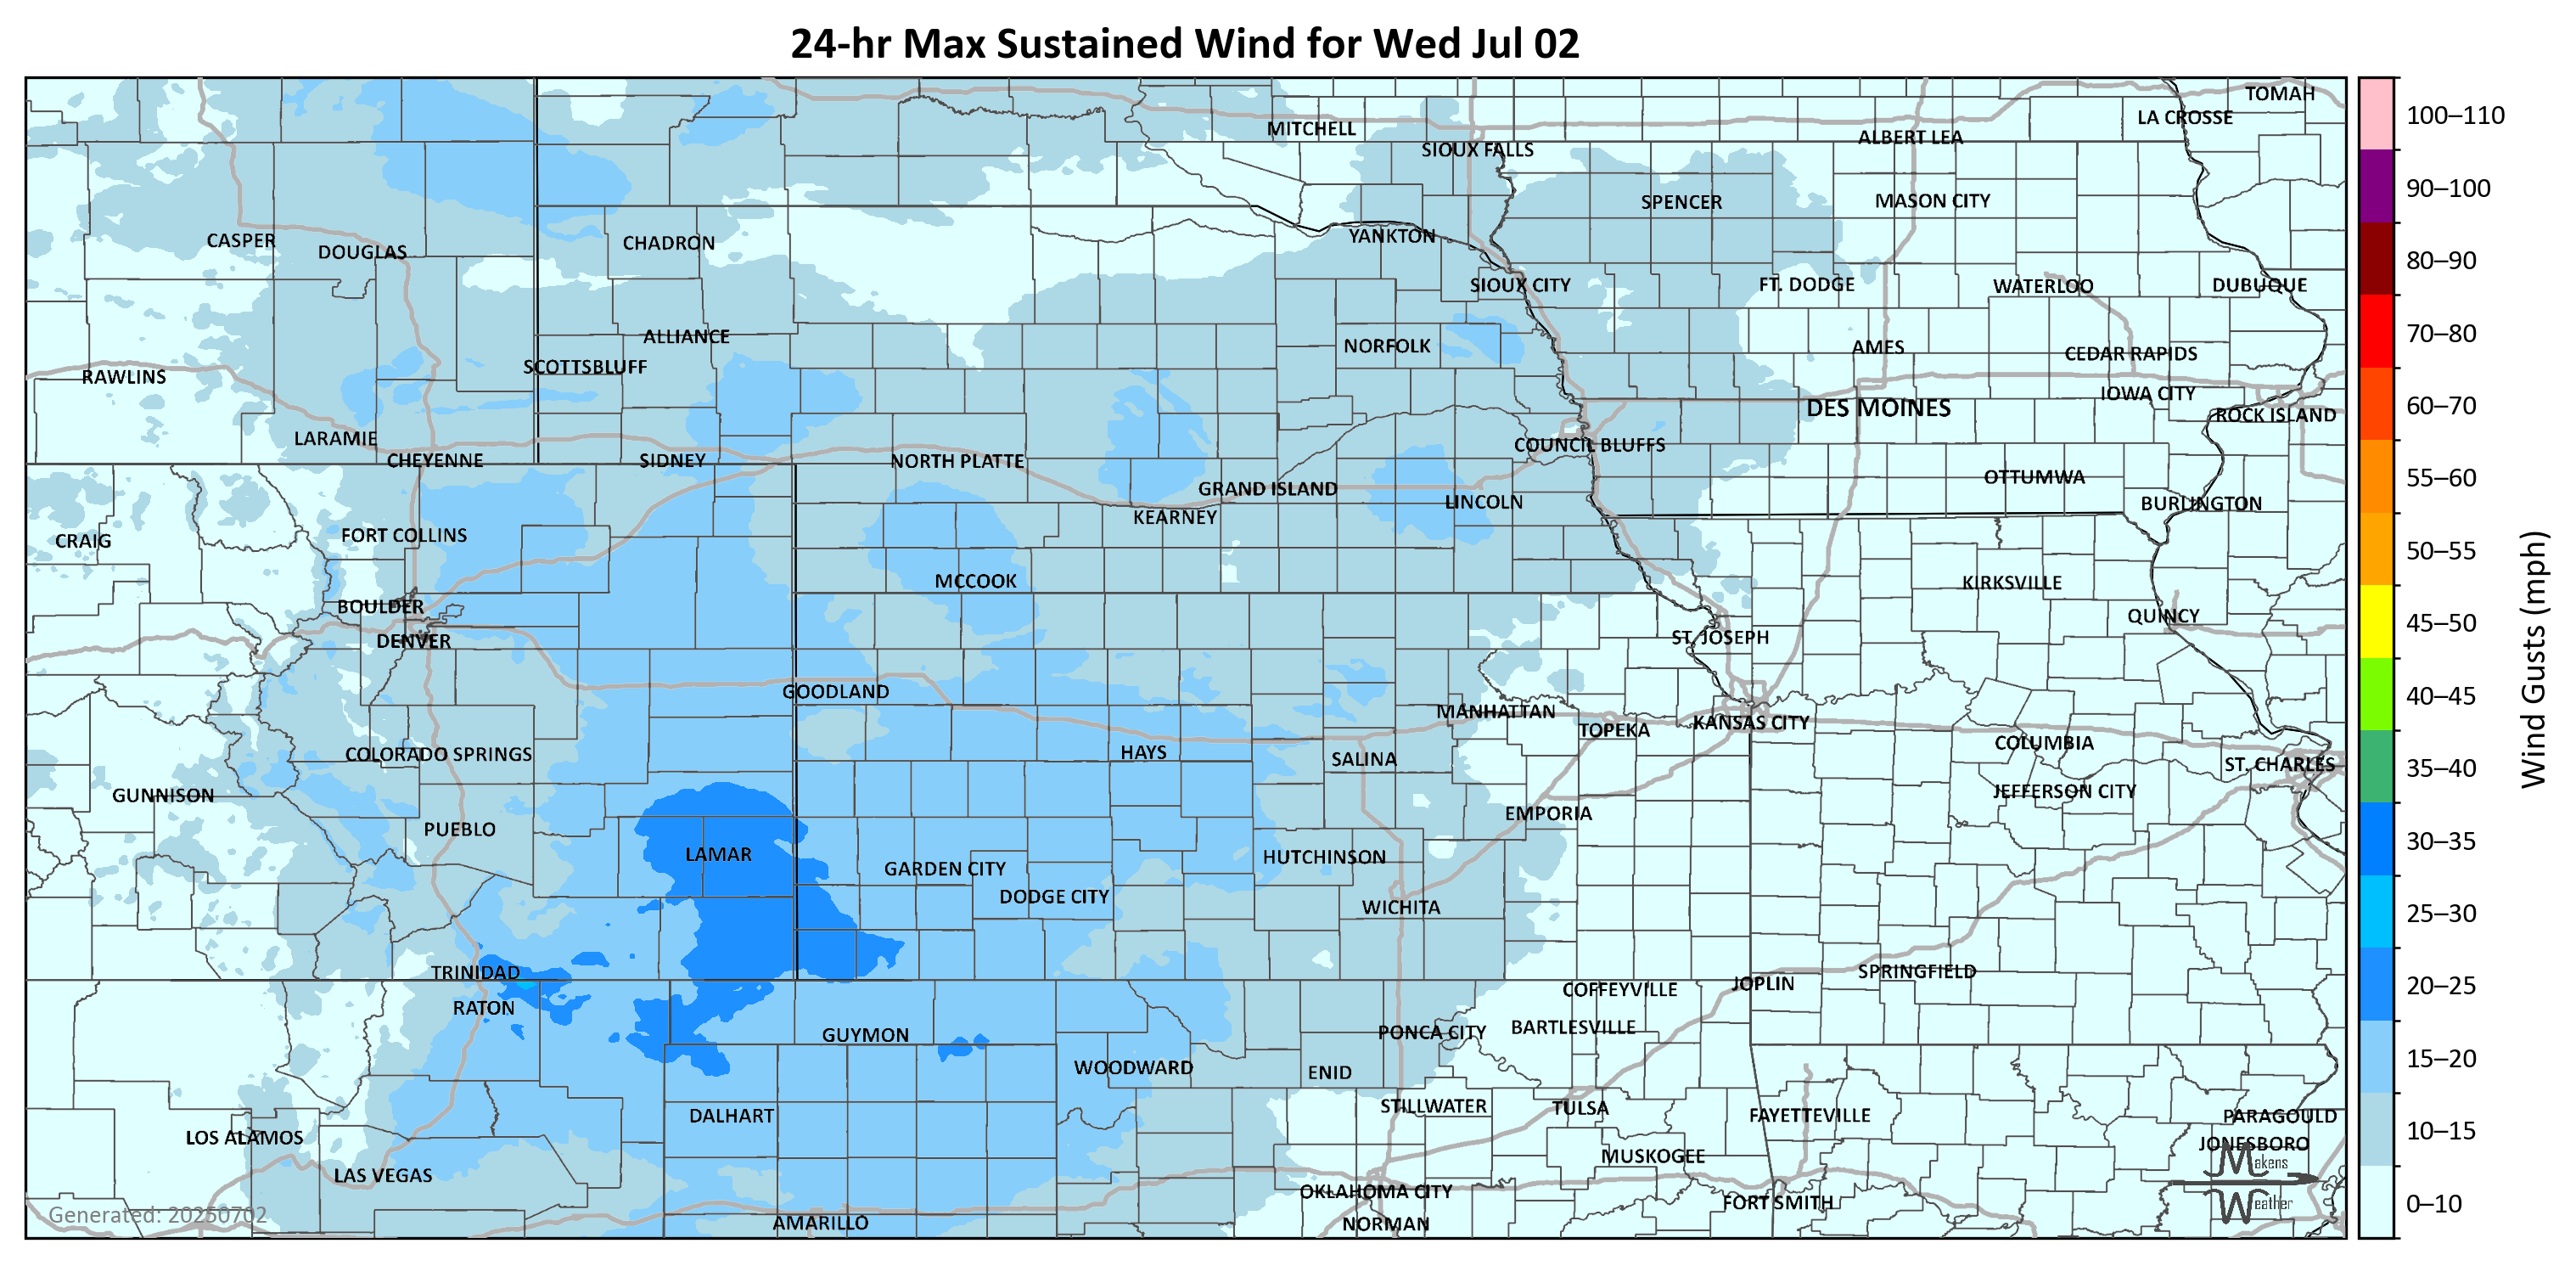 24-hr Max Sustained Wind for Wed Jul 02
TOMAH
LA CROSSE
MITCHELL
ALBERT LEA
SIOUX FALLS
SPENCER
MASON CITY
CASPER
DOUGLAS
CHADRON
YANKTON
SIOUX CITY
FT. DODGE
WATERLOO
DUBUQUE
ALLIANCE
NORFOLK
AMES
CEDAR RAPIDS
SCOTTSBLUFF
RAWLINS
IOWA CITY
DES MOINES
ROCK ISLAND
LARAMIE
COUNCIL BLUFFS
CHEYENNE
SIDNEY
NORTH PLATTE
OTTUMWA
GRAND ISLAND
LINCOLN
BURLINGTON
KEARNEY
FORT COLLINS
CRAIG
MCCOOK
KIRKSVILLE
BOULDER
QUINCY
DENVER
ST. JOSEPH
GOODLAND
MANHATTAN
KANSAS CITY
TOPEKA
COLUMBIA
COLORADO SPRINGS
HAYS
SALINA
ST. CHARLES
GUNNISON
JEFFERSON CITY
EMPORIA
PUEBLO
LAMAR
HUTCHINSON
GARDEN CITY
DODGE CITY
WICHITA
TRINIDAD
SPRINGFIELD
JOPLIN
COFFEYVILLE
RATON
BARTLESVILLE
PONCA CITY
GUYMON
WOODWARD
ENID
STILLWATER
TULSA
DALHART
FAYETTEVILLE
PARAGOULD
LOS ALAMOS
JONESBORO
MUSKOGEE
LAS VEGAS
OKLAHOMA CITY
FORT SMITH
AMARILLO
NORMAN
Makens
Weather
Generated: 20250702
100–110
90–100
80–90
70–80
60–70
55–60
50–55
45–50
40–45
35–40
30–35
25–30
20–25
15–20
10–15
0–10
Wind Gusts (mph)